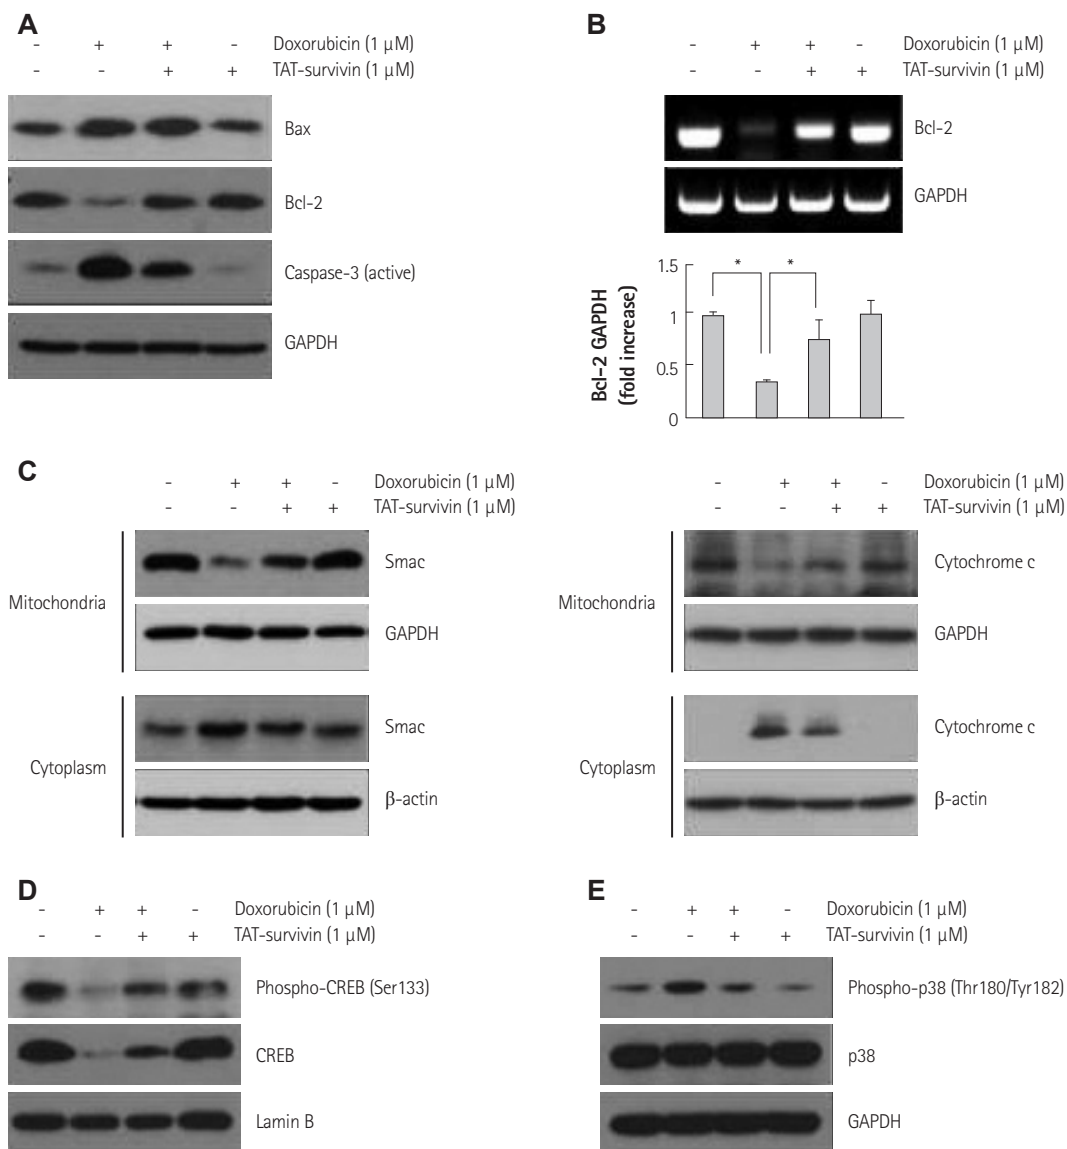 A
- + + - Doxorubicin (1 μM)
- - + + TAT-survivin (1 μM)
Bax
Bcl-2
Caspase-3 (active)
GAPDH
B
- + + - Doxorubicin (1 μM)
- - + + TAT-survivin (1 μM)
Bcl-2
GAPDH
Bcl-2 GAPDH
(fold increase)
1.5
1
0.5
0
* *
C
- + + - Doxorubicin (1 μM)
- - + + TAT-survivin (1 μM)
Mitochondria
Smac
GAPDH
Cytoplasm
Smac
β-actin
- + + - Doxorubicin (1 μM)
- - + + TAT-survivin (1 μM)
Mitochondria
Cytochrome c
GAPDH
Cytoplasm
Cytochrome c
β-actin
D
- + + - Doxorubicin (1 μM)
- - + + TAT-survivin (1 μM)
Phospho-CREB (Ser133)
CREB
Lamin B
E
- + + - Doxorubicin (1 μM)
- - + + TAT-survivin (1 μM)
Phospho-p38 (Thr180/Tyr182)
p38
GAPDH